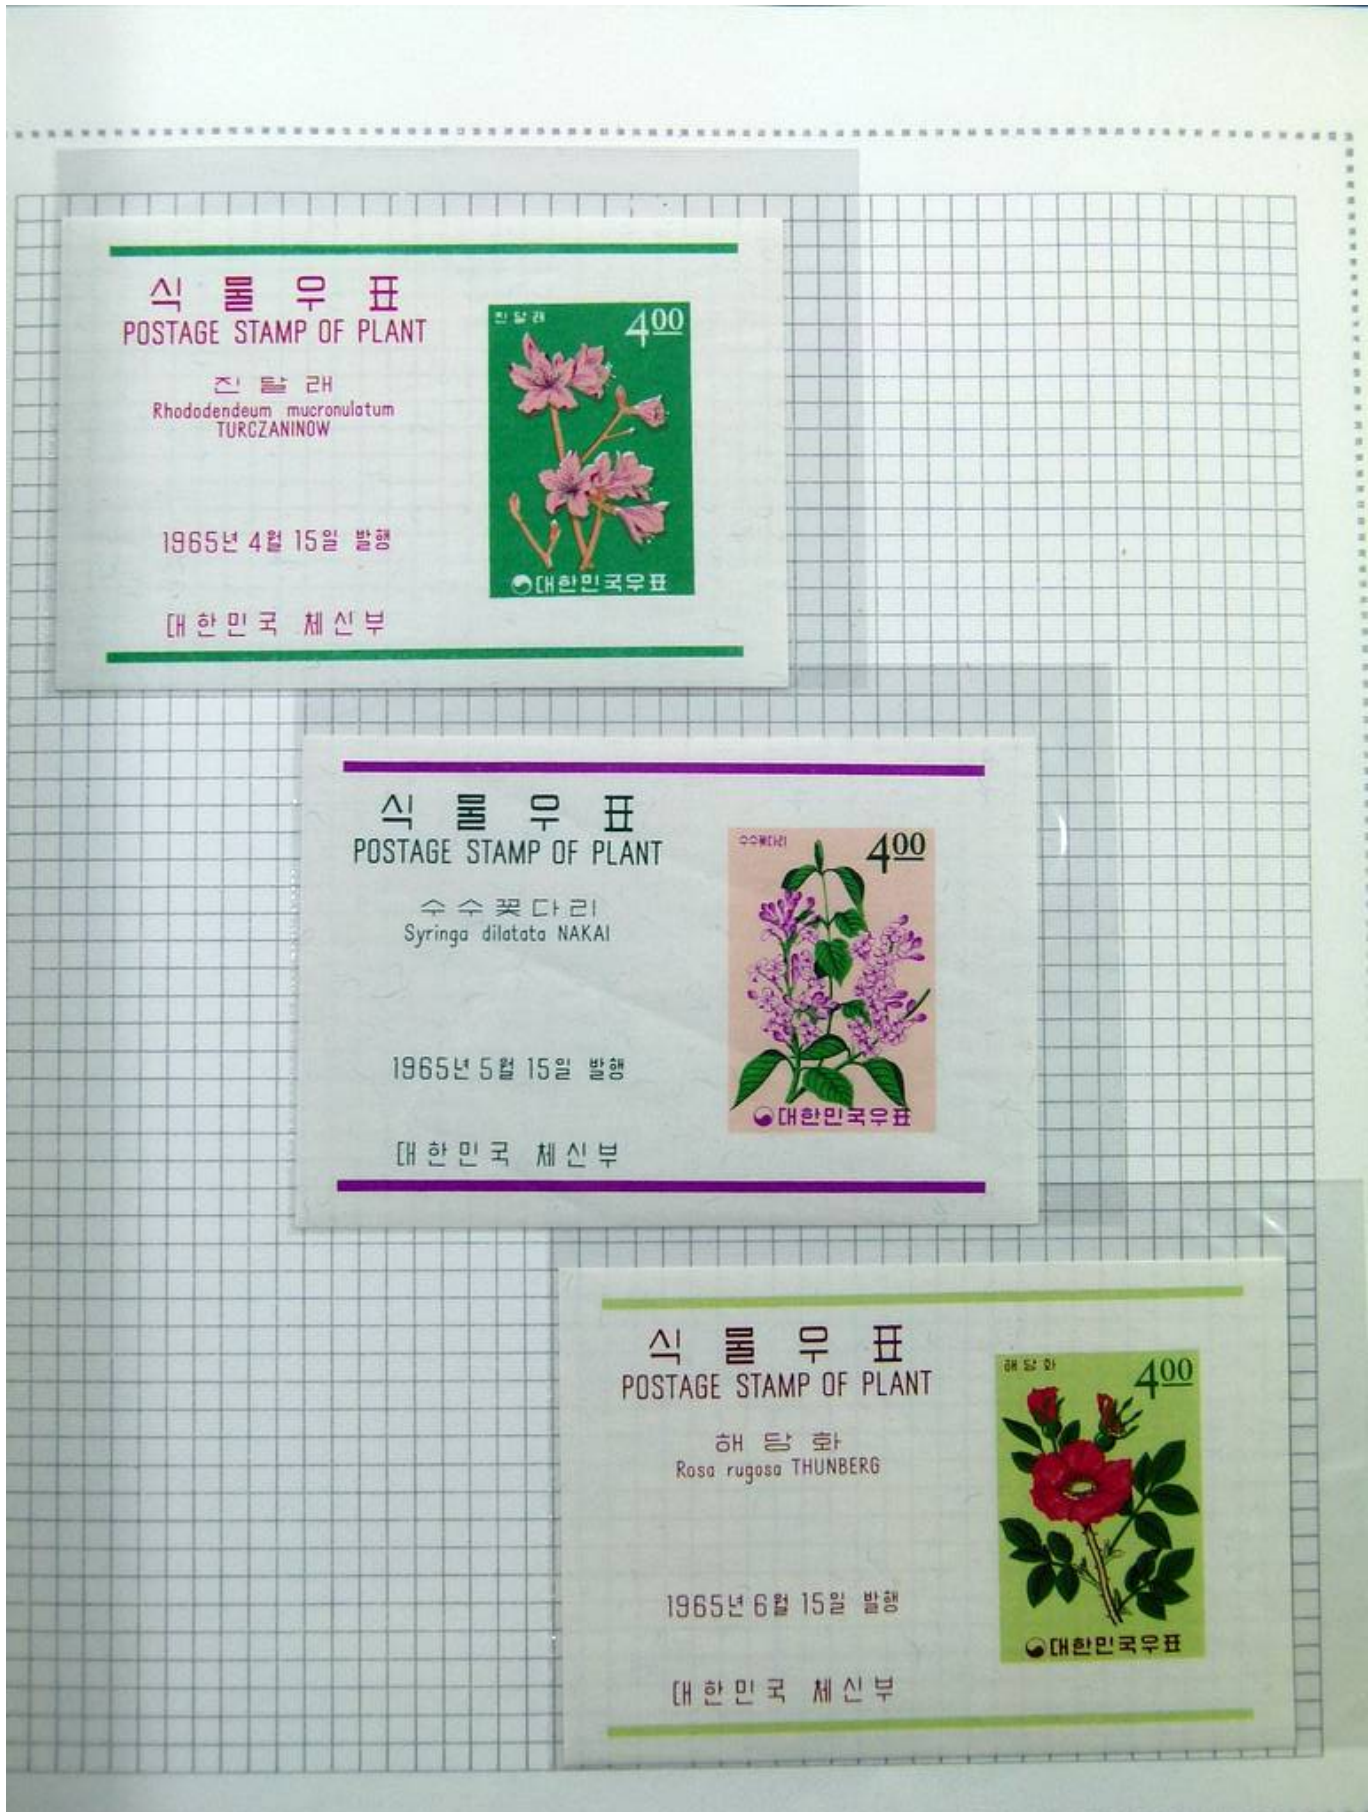 식물우표
POSTAGE STAMP OF PLANT
진달래
Rhododendeum mucronulatum
TURCZANINOW
1965년 4월 15일 발행
대한민국 체신부
진달래
4.00
대한민국우표
식물우표
POSTAGE STAMP OF PLANT
수수꽃다리
Syringa dilatata NAKAI
1965년 5월 15일 발행
대한민국 체신부
수수꽃다리
4.00
대한민국우표
식물우표
POSTAGE STAMP OF PLANT
해당화
Rosa rugosa THUNBERG
1965년 6월 15일 발행
대한민국 체신부
해당화
4.00
대한민국우표